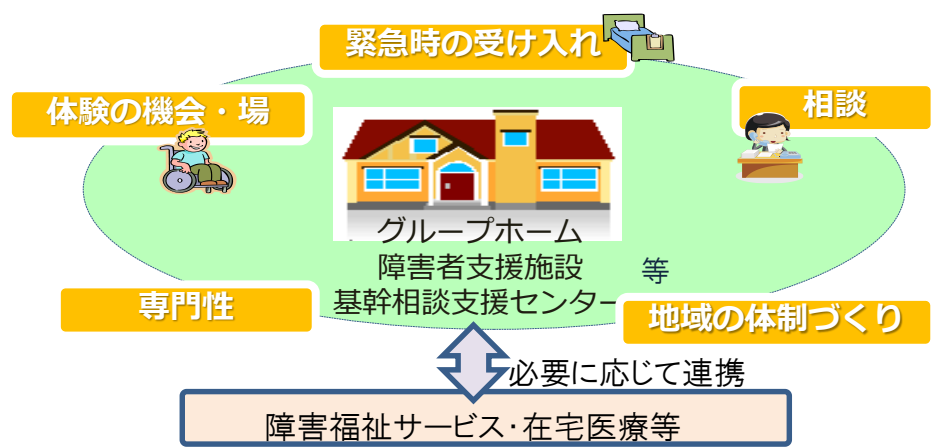 緊急時の受け入れ
体験の機会・場
相談
グループホーム
障害者支援施設 等
基幹相談支援センター
専門性
地域の体制づくり
必要に応じて連携
障害福祉サービス・在宅医療等